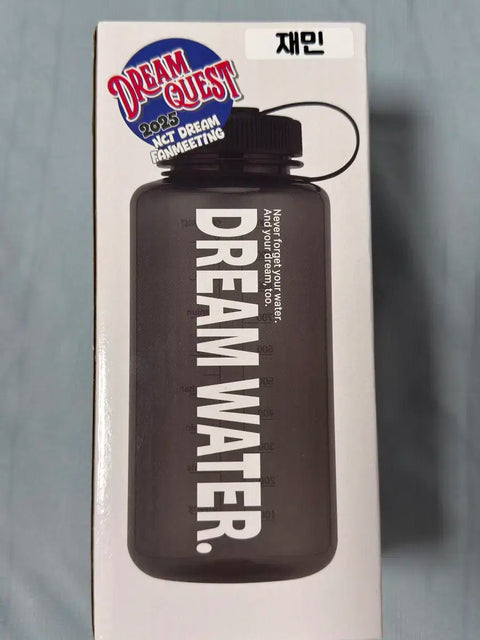 재민
DREAM
QUEST
2025
NCT DREAM
FANMEETING
Never forget your water.
And your dream, too.
DREAM WATER.